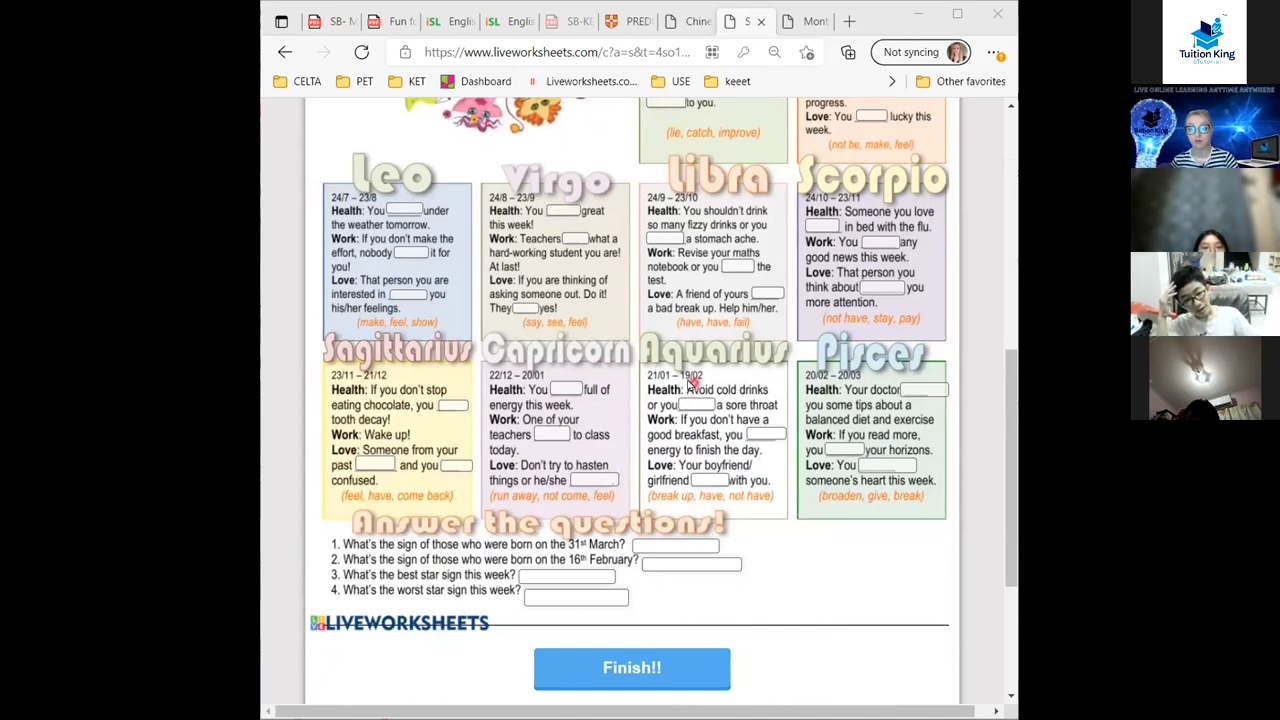 SB- M
Fun fo
iSL
Englis
iSL
Englis
SB-KE
PREDI
Chine
S
Mont
https://www.liveworksheets.com/c?a=s&t=4so1...
Not syncing
CELTA
PET
KET
Dashboard
Liveworksheets.co...
USE
keeet
Other favorites
to you.
(lie, catch, improve)
progress.
Love: You lucky this
week.
(not be, make, feel)
Leo
24/7 – 23/8
Health: You under
the weather tomorrow.
Work: If you don't make the
effort, nobody it for
you!
Love: That person you are
interested in you
his/her feelings.
(make, feel, show)
Virgo
24/8 – 23/9
Health: You great
this week!
Work: Teachers what a
hard-working student you are!
At last!
Love: If you are thinking of
asking someone out. Do it!
They yes!
(say, see, feel)
Libra
24/9 – 23/10
Health: You shouldn't drink
so many fizzy drinks or you
a stomach ache.
Work: Revise your maths
notebook or you the
test.
Love: A friend of yours
a bad break up. Help him/her.
(have, have, fail)
Scorpio
24/10 – 23/11
Health: Someone you love
in bed with the flu.
Work: You any
good news this week.
Love: That person you
think about you
more attention.
(not have, stay, pay)
Sagittarius
23/11 – 21/12
Health: If you don't stop
eating chocolate, you
tooth decay!
Work: Wake up!
Love: Someone from your
past and you
confused.
(feel, have, come back)
Capricorn
22/12 – 20/01
Health: You full of
energy this week.
Work: One of your
teachers to class
today.
Love: Don't try to hasten
things or he/she
(run away, not come, feel)
Aquarius
21/01 – 19/02
Health: Avoid cold drinks
or you a sore throat
Work: If you don't have a
good breakfast, you
energy to finish the day.
Love: Your boyfriend/
girlfriend with you.
(break up, have, not have)
Pisces
20/02 – 20/03
Health: Your doctor
you some tips about a
balanced diet and exercise
Work: If you read more,
you your horizons.
Love: You
someone's heart this week.
(broaden, give, break)
Answer the questions!
1. What's the sign of those who were born on the 31st March?
2. What's the sign of those who were born on the 16th February?
3. What's the best star sign this week?
4. What's the worst star sign this week?
LIVEWORKSHEETS
Finish!!
Tuition King
eTutorial
LIVE ONLINE LEARNING ANYTIME ANYWHERE
Tuition King